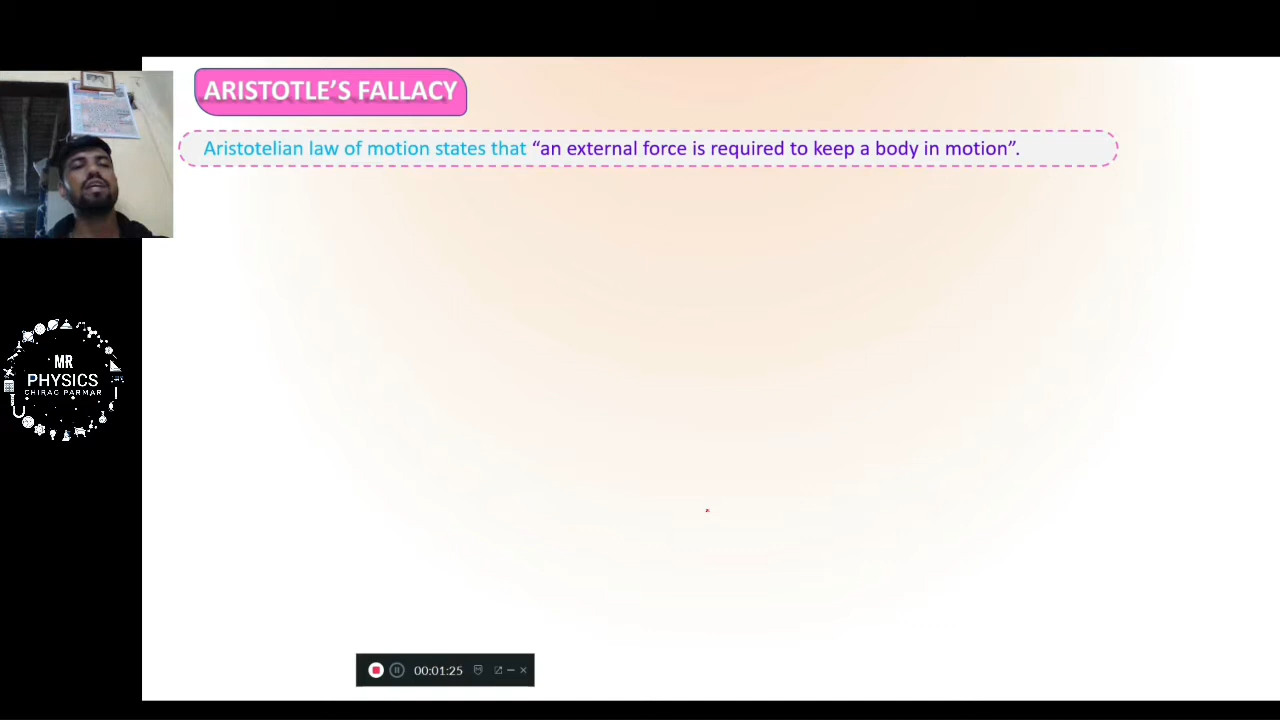 ARISTOTLE’S FALLACY
Aristotelian law of motion states that “an external force is required to keep a body in motion”.
MR
PHYSICS
CHIRAG PARMAR
00:01:25